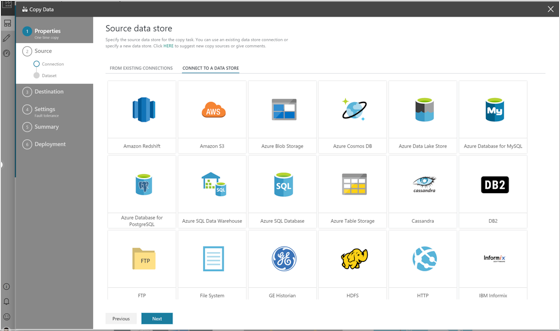 Copy Data
1 Properties
One time copy
2 Source
Connection
Dataset
3 Destination
4 Settings
Fault tolerance
5 Summary
6 Deployment
Source data store
Specify the source data store for the copy task. You can use an existing data store connection or
specify a new data store. Click HERE to suggest new copy sources or give comments.
FROM EXISTING CONNECTIONS
CONNECT TO A DATA STORE
AWS
My
Amazon Redshift
Amazon S3
Azure Blob Storage
Azure Cosmos DB
Azure Data Lake Store
Azure Database for MySQL
SQL
SQL
cassandra
DB2
Azure Database for
PostgreSQL
Azure SQL Data Warehouse
Azure SQL Database
Azure Table Storage
Cassandra
DB2
FTP
Informix
FTP
File System
GE Historian
HDFS
HTTP
IBM Informix
Previous
Next